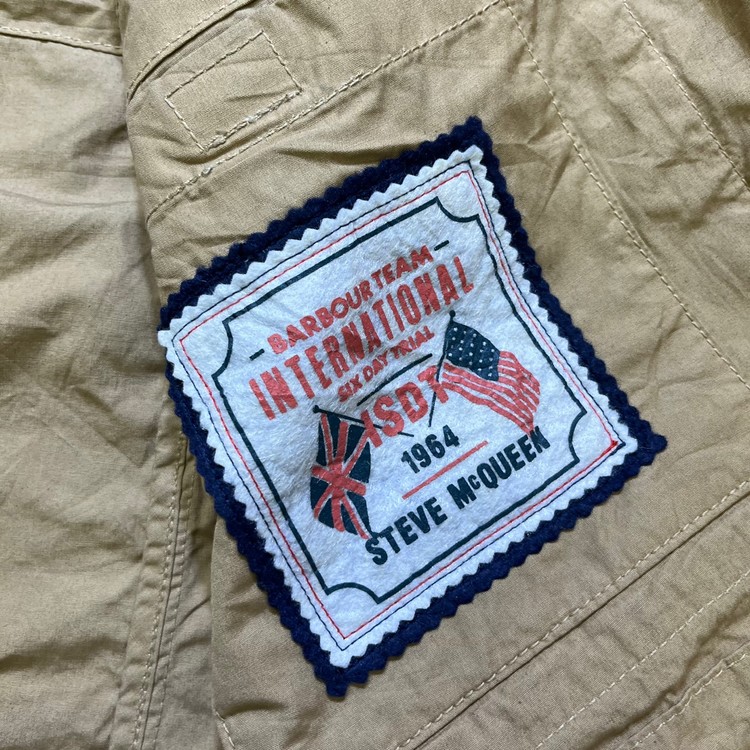 BARBOUR TEAM
INTERNATIONAL
SIX DAY TRIAL
ISDT
1964
STEVE McQUEEN